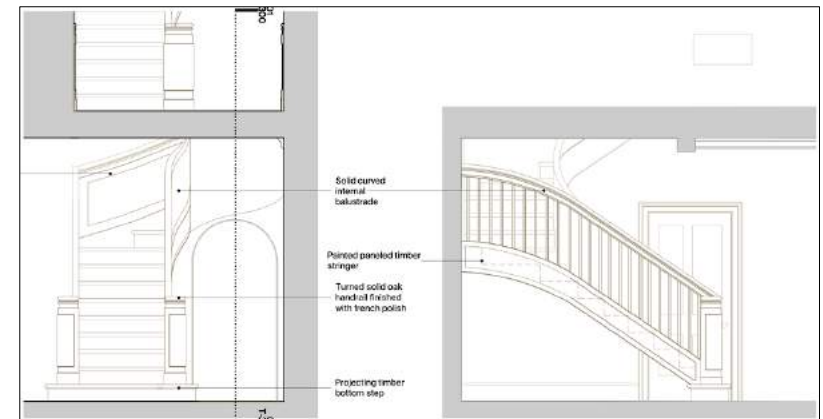 Solid curved
internal
balustrade
Painted paneled timber
stringer
Turned solid oak
handrail finished
with french polish
Projecting timber
bottom step